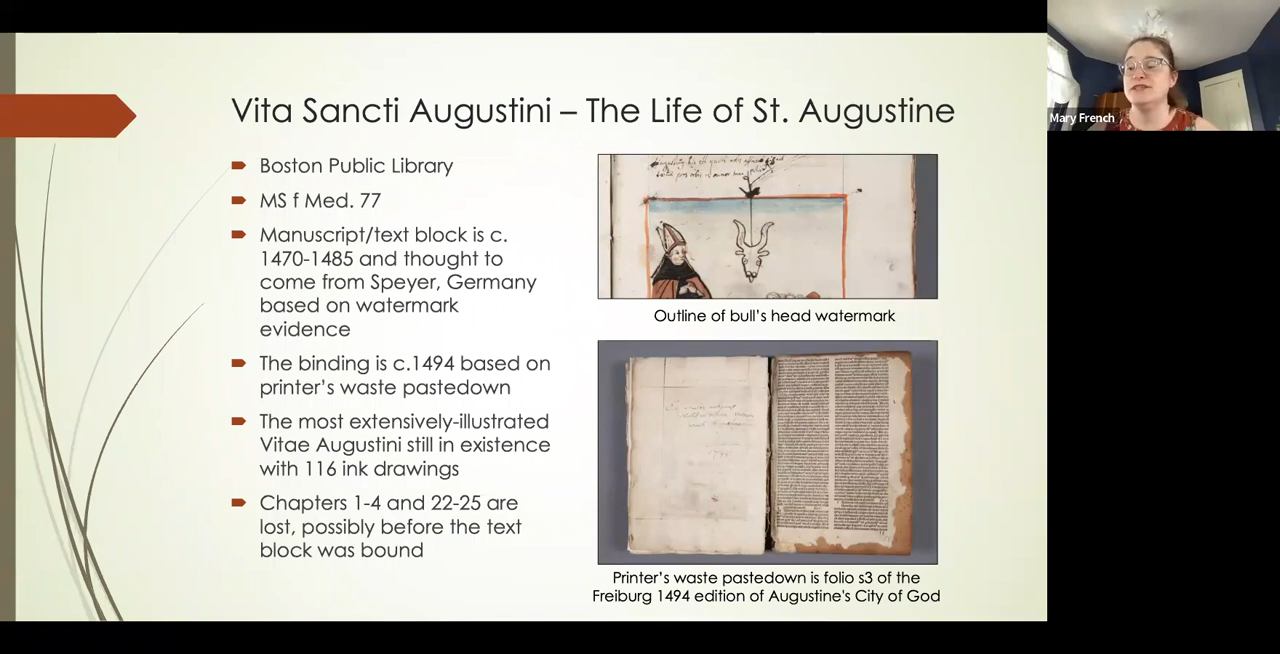 Vita Sancti Augustini – The Life of St. Augustine
Boston Public Library
MS f Med. 77
Manuscript/text block is c.
1470-1485 and thought to
come from Speyer, Germany
based on watermark
evidence
The binding is c.1494 based on
printer's waste pastedown
The most extensively-illustrated
Vitae Augustini still in existence
with 116 ink drawings
Chapters 1-4 and 22-25 are
lost, possibly before the text
block was bound
Outline of bull's head watermark
Printer's waste pastedown is folio s3 of the
Freiburg 1494 edition of Augustine's City of God
Mary French